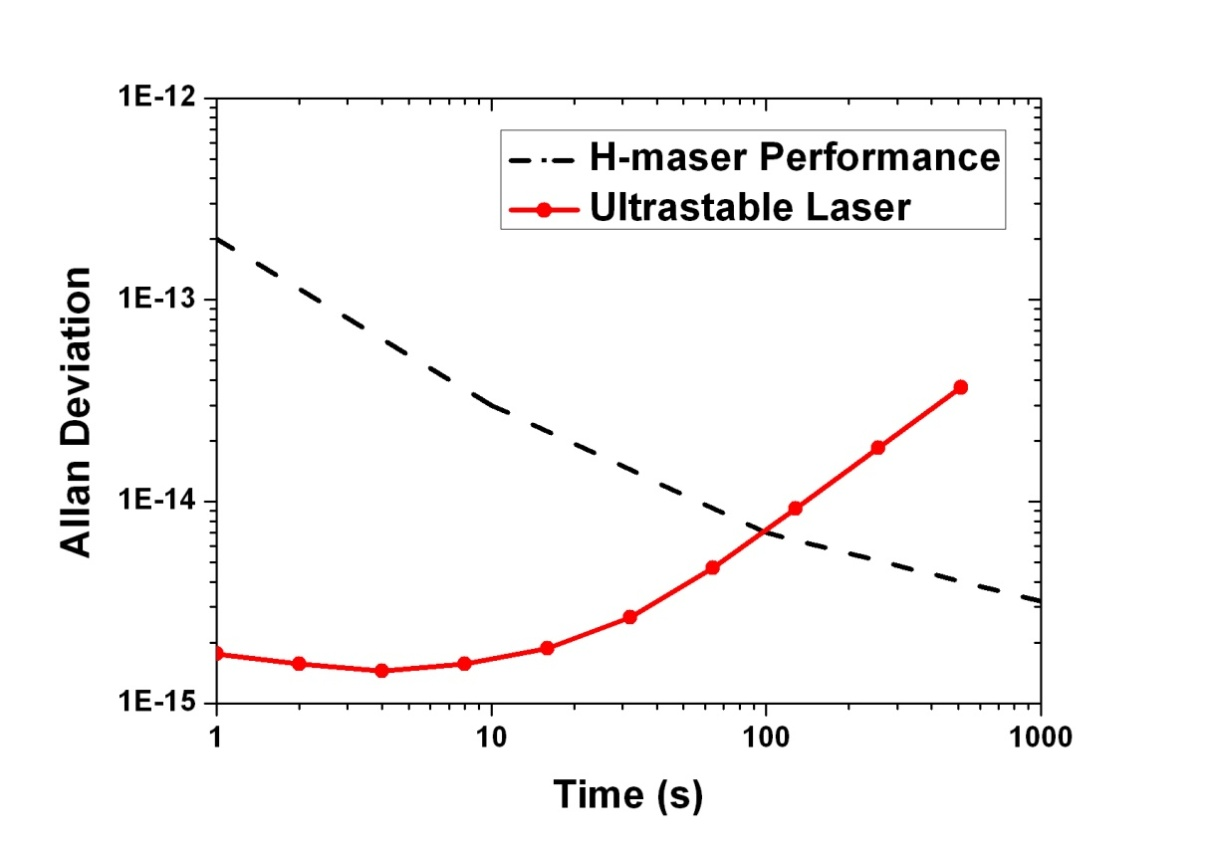 1E-12
H-maser Performance
Ultrastable Laser
1E-13
Allan Deviation
1E-14
1E-15
1 10 100 1000
Time (s)